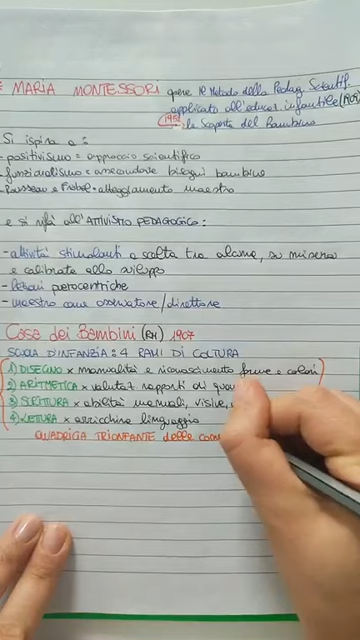 MARIA MONTESSORI opere Il Metodo della Pedag. Scientif.
applicato all'educaz. infantile
1950 la Scoperta del Bambino
Si ispira a:
- positivismo = approccio scientifico
- funzionalismo = assecondare bisogni bambino
- Rousseau e Fröbel = atteggiamento maestro
e si rifà all'ATTIVISMO PEDAGOGICO:
- attività stimolanti a scelta tra alcune, su misura
e calibrate allo sviluppo
- lezioni puerocentriche
- maestro come osservatore/direttore
Casa dei Bambini (RM) 1907
SCUOLA D'INFANZIA: 4 RAMI DI COLTURA
1) DISEGNO x manualità e riconoscimento forme e colori
2) ARITMETICA x valutaz rapporti di
3) SCRITTURA x abilità manuali, visive,
4) LETTURA x arricchire linguaggio
QUADRIGA TRIONFANTE delle